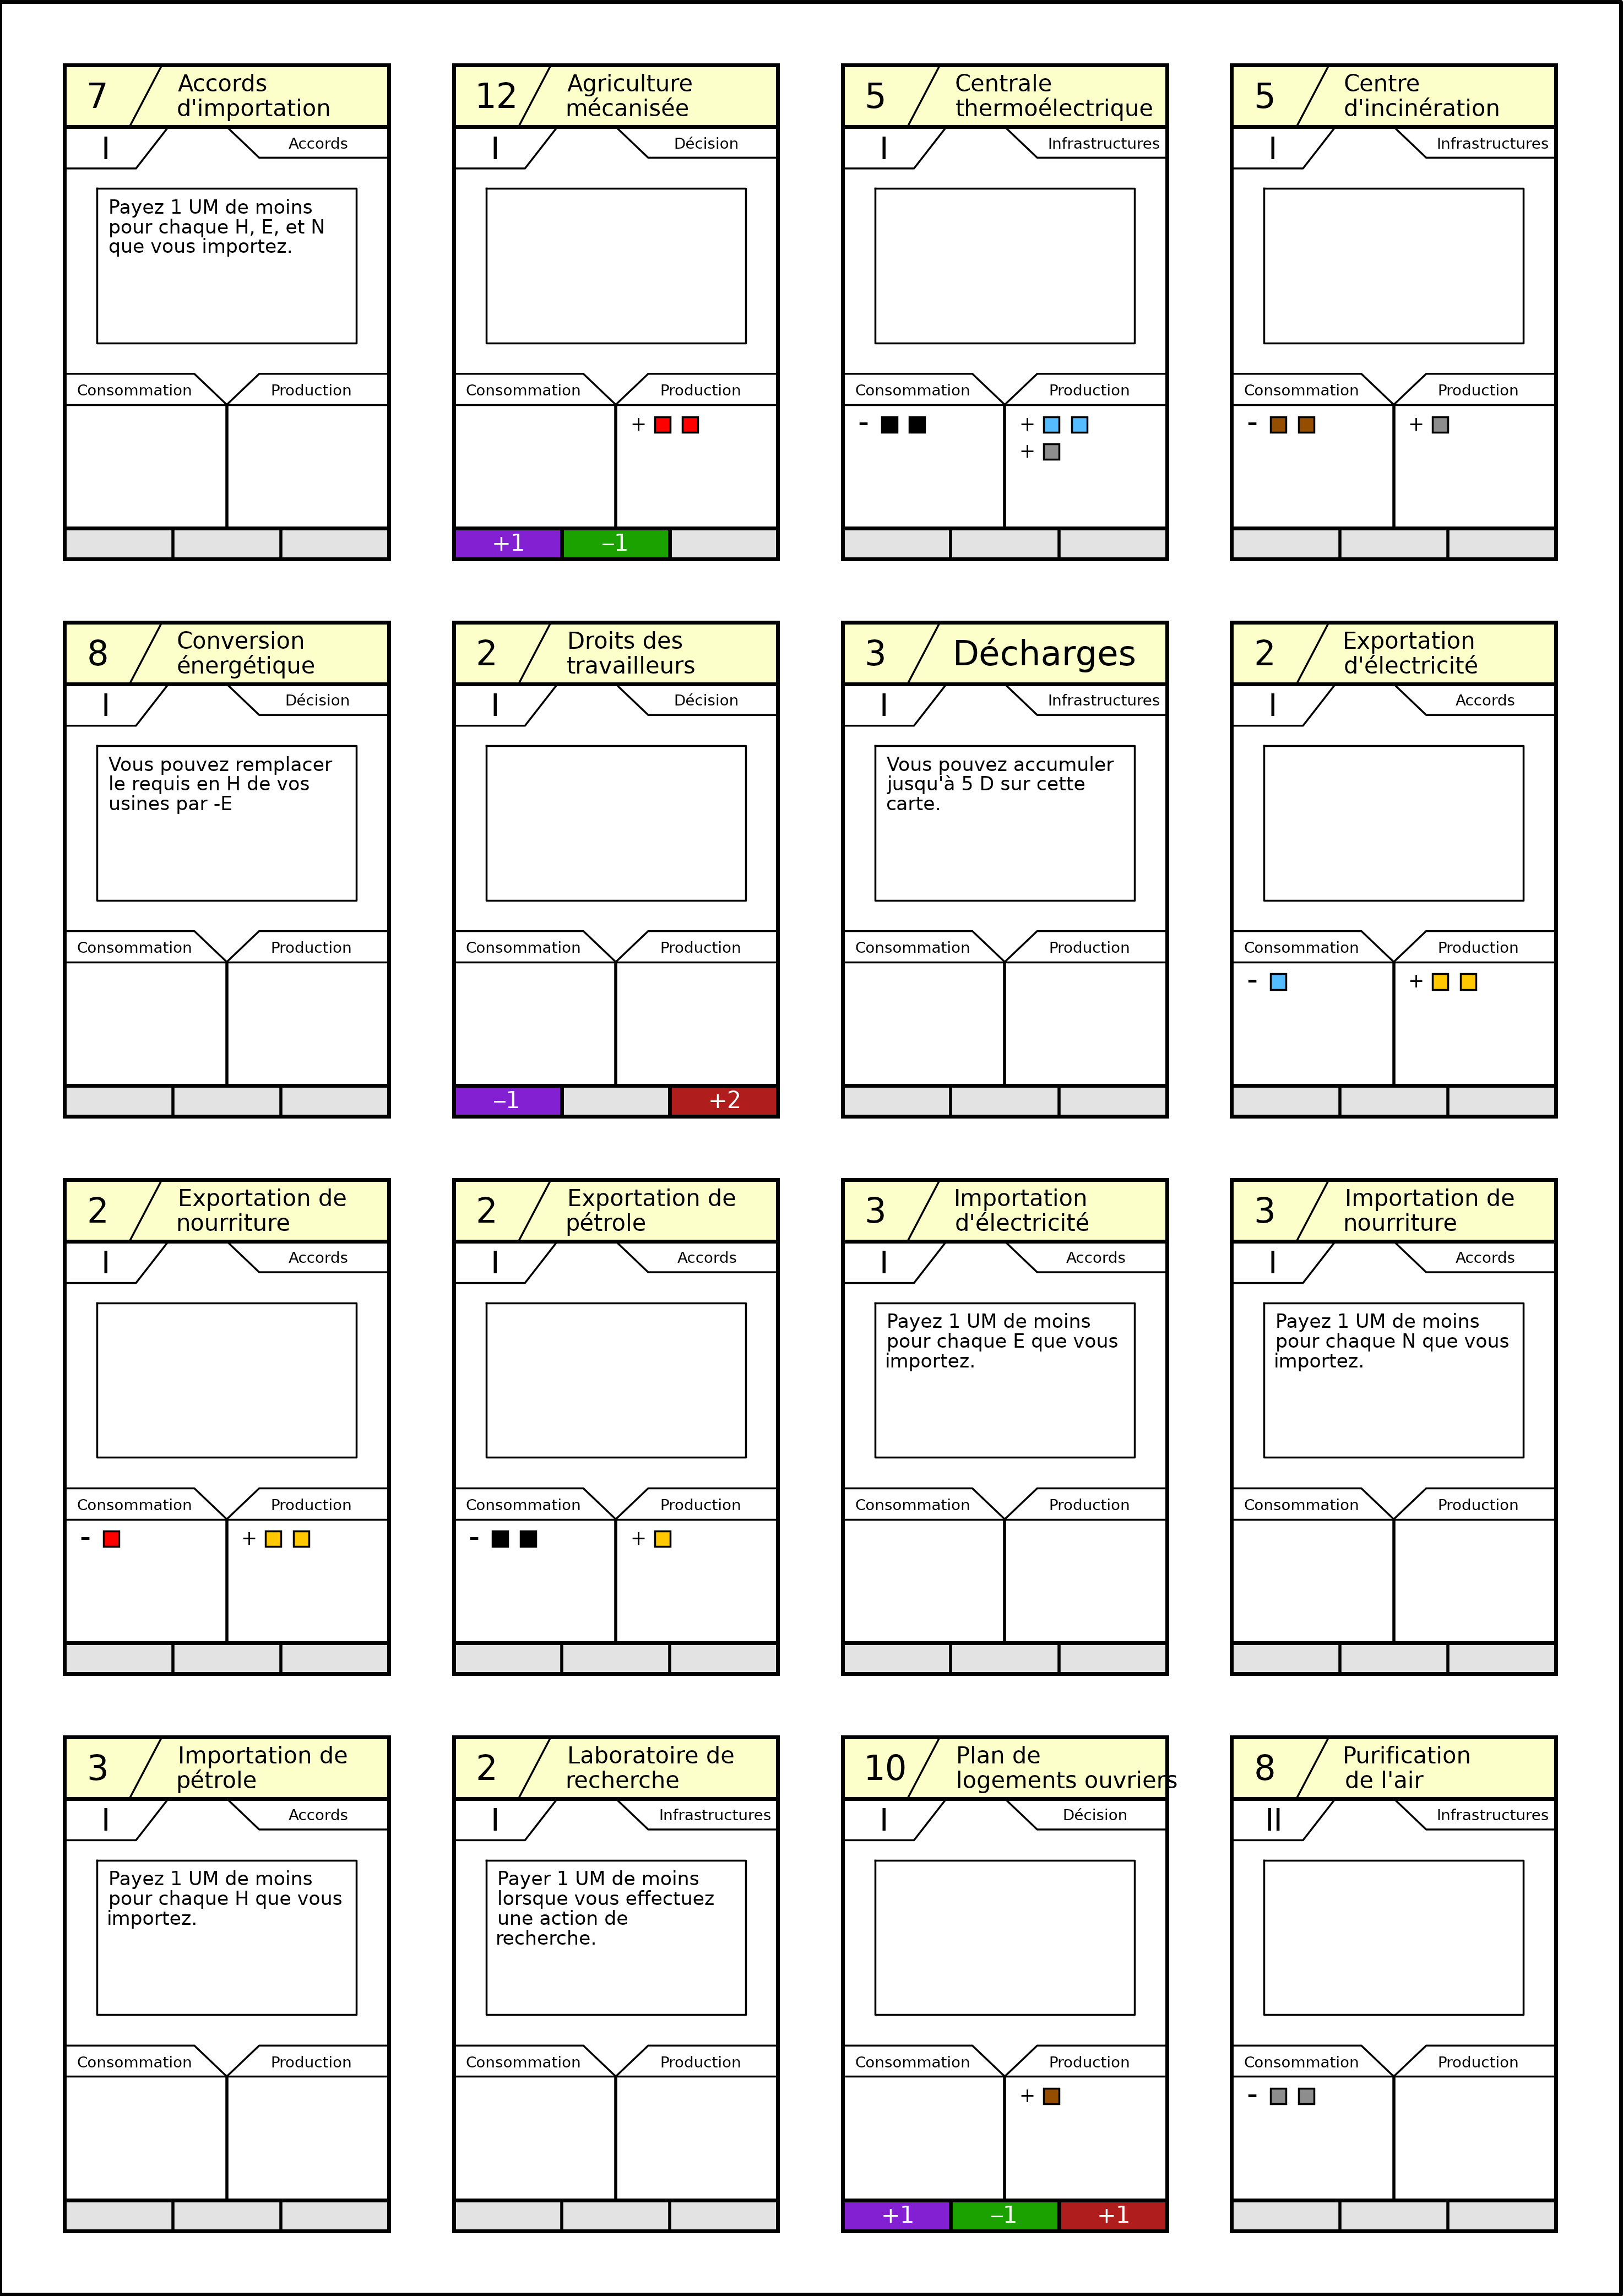 7
Accords
d'importation
I
Accords
Payez 1 UM de moins
pour chaque H, E, et N
que vous importez.
Consommation
Production
12
Agriculture
mécanisée
I
Décision
Consommation
Production
+
+1
–1
5
Centrale
thermoélectrique
I
Infrastructures
Consommation
Production
-
+
+
5
Centre
d'incinération
I
Infrastructures
Consommation
Production
-
+
8
Conversion
énergétique
I
Décision
Vous pouvez remplacer
le requis en H de vos
usines par -E
Consommation
Production
2
Droits des
travailleurs
I
Décision
Consommation
Production
–1
+2
3
Décharges
I
Infrastructures
Vous pouvez accumuler
jusqu'à 5 D sur cette
carte.
Consommation
Production
2
Exportation
d'électricité
I
Accords
Consommation
Production
-
+
2
Exportation de
nourriture
I
Accords
Consommation
Production
-
+
2
Exportation de
pétrole
I
Accords
Consommation
Production
-
+
3
Importation
d'électricité
I
Accords
Payez 1 UM de moins
pour chaque E que vous
importez.
Consommation
Production
3
Importation de
nourriture
I
Accords
Payez 1 UM de moins
pour chaque N que vous
importez.
Consommation
Production
3
Importation de
pétrole
I
Accords
Payez 1 UM de moins
pour chaque H que vous
importez.
Consommation
Production
2
Laboratoire de
recherche
I
Infrastructures
Payer 1 UM de moins
lorsque vous effectuez
une action de
recherche.
Consommation
Production
10
Plan de
logements ouvriers
I
Décision
Consommation
Production
+
+1
–1
+1
8
Purification
de l'air
II
Infrastructures
Consommation
Production
-